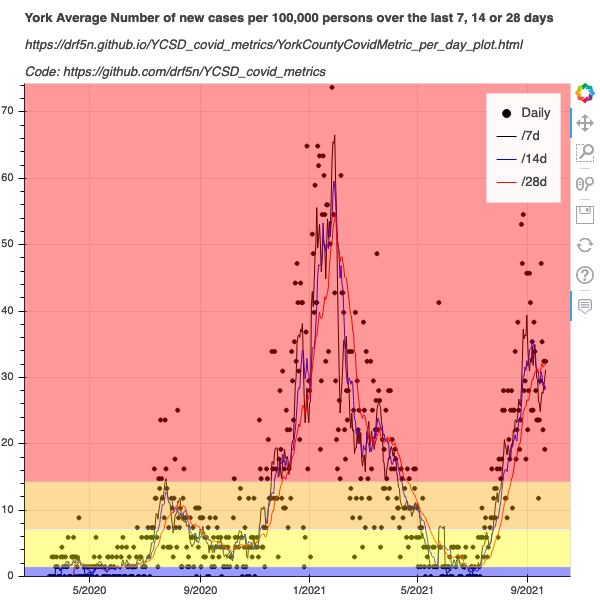 York Average Number of new cases per 100,000 persons over the last 7, 14 or 28 days
https://drf5n.github.io/YCSD_covid_metrics/YorkCountyCovidMetric_per_day_plot.html
Code: https://github.com/drf5n/YCSD_covid_metrics
70
60
50
40
30
20
10
0
Daily
/7d
/14d
/28d
5/2020
9/2020
1/2021
5/2021
9/2021